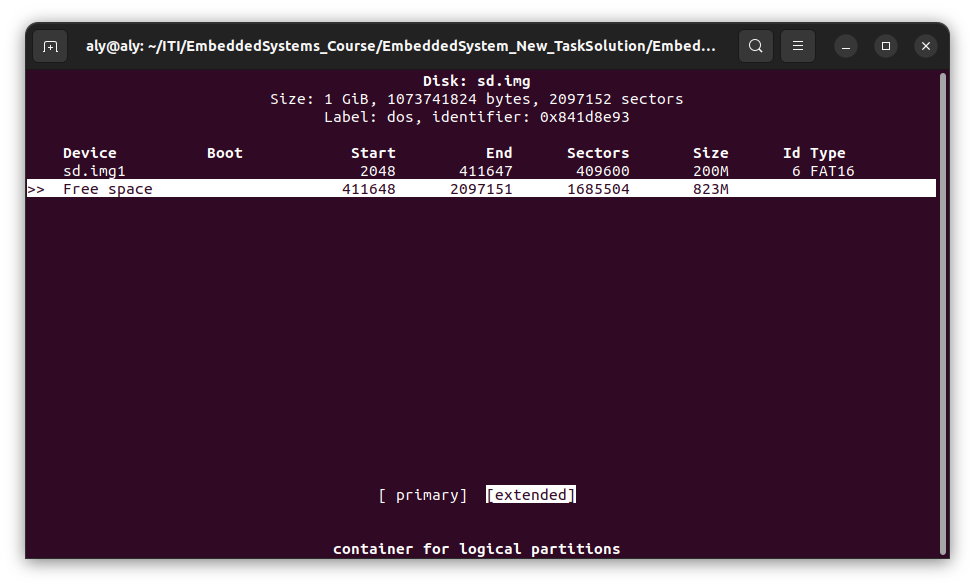 aly@aly: ~/ITI/EmbeddedSystems_Course/EmbeddedSystem_New_TaskSolution/Embed...
Disk: sd.img
Size: 1 GiB, 1073741824 bytes, 2097152 sectors
Label: dos, identifier: 0x841d8e93
Device Boot Start End Sectors Size Id Type
sd.img1 2048 411647 409600 200M 6 FAT16
>> Free space 411648 2097151 1685504 823M
[ primary] [extended]
container for logical partitions